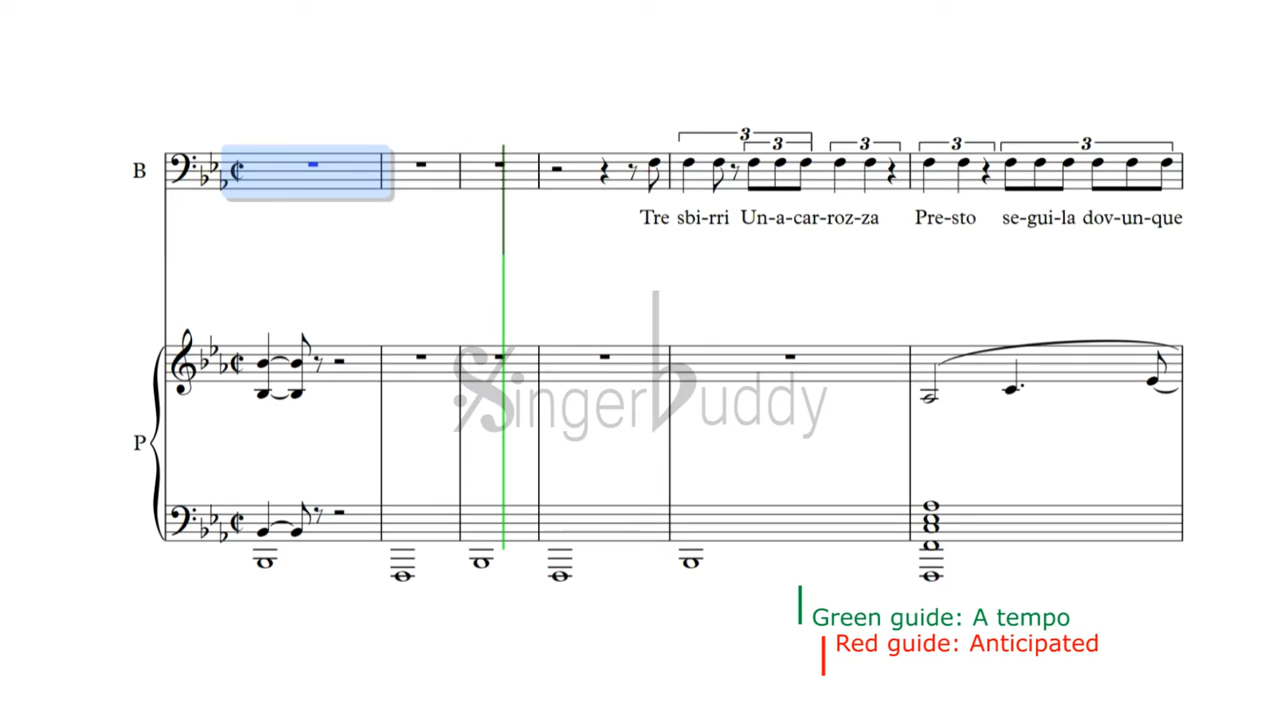 3 3 3 3 3
B
Tre sbi-rri Un-a-car-roz-za Pre-sto se-gui-la dov-un-que
Singerbuddy
P
Green guide: A tempo
Red guide: Anticipated